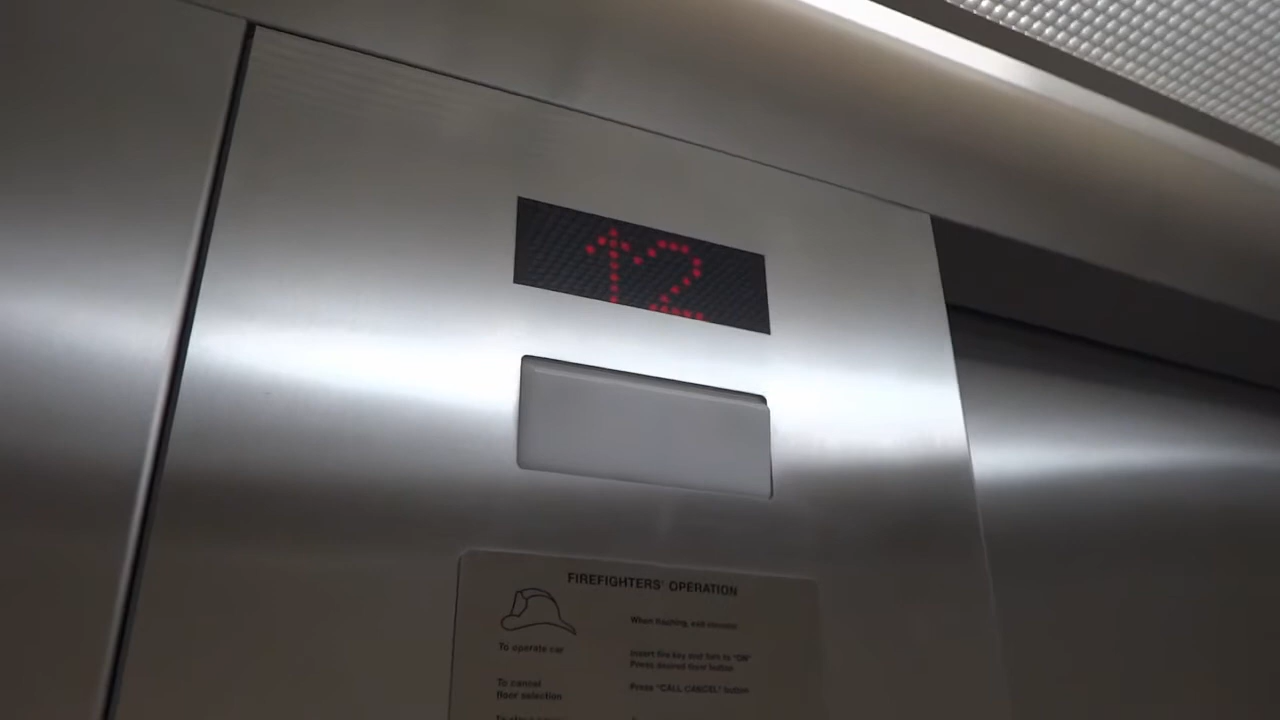 ↑2
FIREFIGHTERS' OPERATION
When flashing, exit elevator
To operate car
Insert fire key and turn to "ON"
Press desired floor button
To cancel
floor selection
Press "CALL CANCEL" button